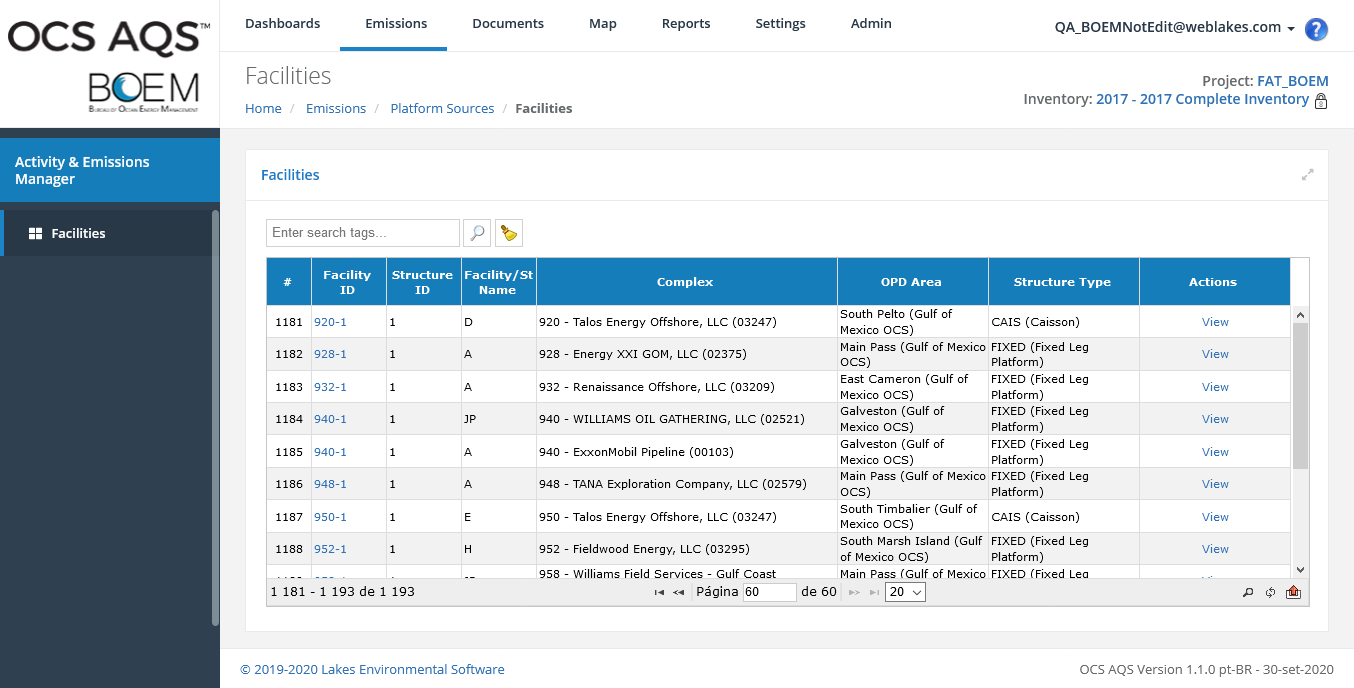 OCS AQS™
BOEM
BUREAU OF OCEAN ENERGY MANAGEMENT
Dashboards Emissions Documents Map Reports Settings Admin
QA_BOEMNotEdit@weblakes.com
?
Facilities
Home / Emissions / Platform Sources / Facilities
Project: FAT_BOEM
Inventory: 2017 - 2017 Complete Inventory
Activity & Emissions
Manager
Facilities
Facilities
Enter search tags...
# Facility ID Structure ID Facility/St Name Complex OPD Area Structure Type Actions
1181 920-1 1 D 920 - Talos Energy Offshore, LLC (03247) South Pelto (Gulf of Mexico OCS) CAIS (Caisson) View
1182 928-1 1 A 928 - Energy XXI GOM, LLC (02375) Main Pass (Gulf of Mexico OCS) FIXED (Fixed Leg Platform) View
1183 932-1 1 A 932 - Renaissance Offshore, LLC (03209) East Cameron (Gulf of Mexico OCS) FIXED (Fixed Leg Platform) View
1184 940-1 1 JP 940 - WILLIAMS OIL GATHERING, LLC (02521) Galveston (Gulf of Mexico OCS) FIXED (Fixed Leg Platform) View
1185 940-1 1 A 940 - ExxonMobil Pipeline (00103) Galveston (Gulf of Mexico OCS) FIXED (Fixed Leg Platform) View
1186 948-1 1 A 948 - TANA Exploration Company, LLC (02579) Main Pass (Gulf of Mexico OCS) FIXED (Fixed Leg Platform) View
1187 950-1 1 E 950 - Talos Energy Offshore, LLC (03247) South Timbalier (Gulf of Mexico OCS) CAIS (Caisson) View
1188 952-1 1 H 952 - Fieldwood Energy, LLC (03295) South Marsh Island (Gulf of Mexico OCS) FIXED (Fixed Leg Platform) View
958 - Williams Field Services - Gulf Coast Main Pass (Gulf of Mexico FIXED (Fixed Leg
1 181 - 1 193 de 1 193 Página 60 de 60 20
© 2019-2020 Lakes Environmental Software
OCS AQS Version 1.1.0 pt-BR - 30-set-2020